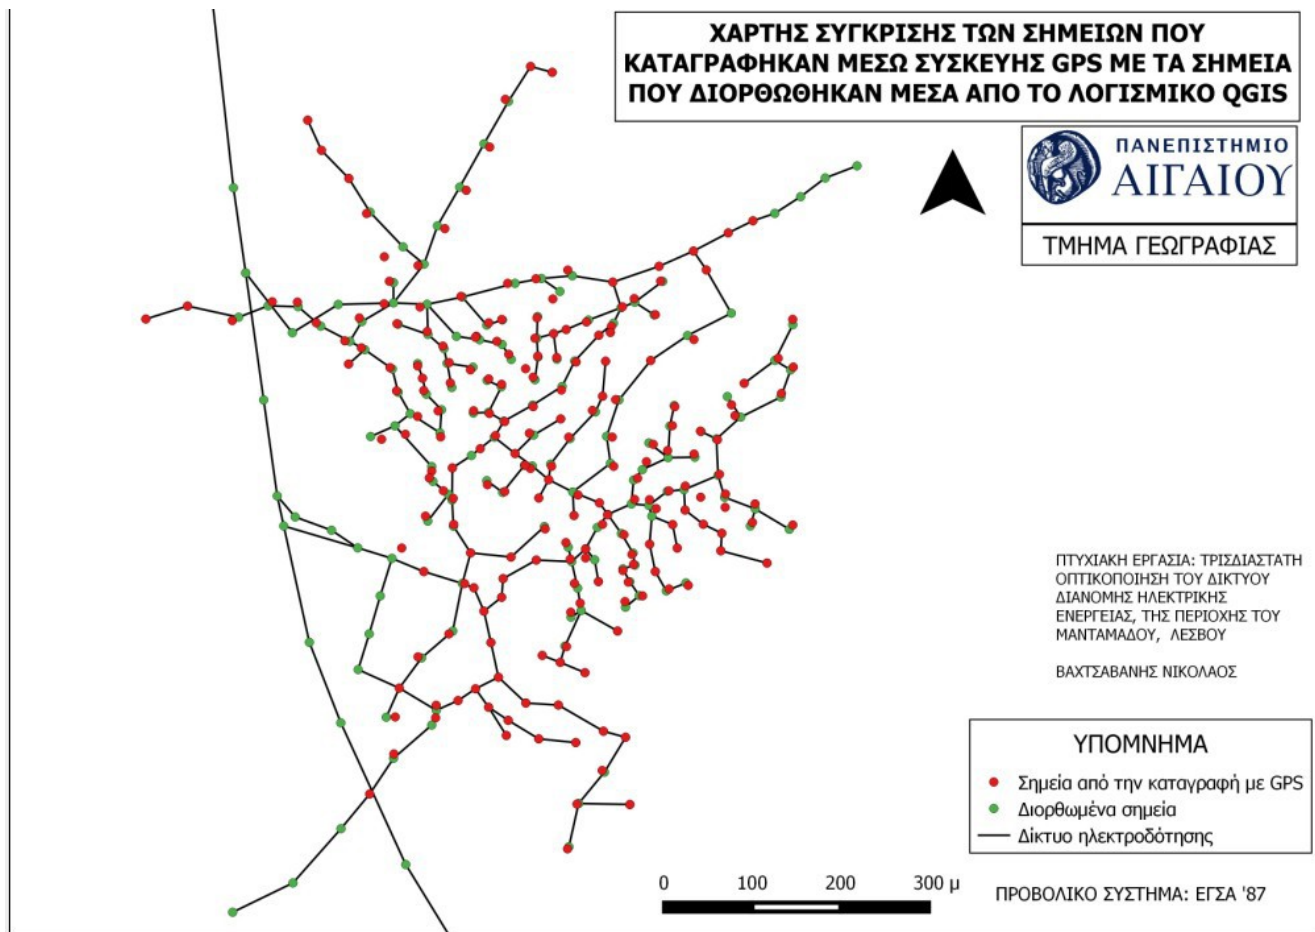 ΧΑΡΤΗΣ ΣΥΓΚΡΙΣΗΣ ΤΩΝ ΣΗΜΕΙΩΝ ΠΟΥ
ΚΑΤΑΓΡΑΦΗΚΑΝ ΜΕΣΩ ΣΥΣΚΕΥΗΣ GPS ΜΕ ΤΑ ΣΗΜΕΙΑ
ΠΟΥ ΔΙΟΡΘΩΘΗΚΑΝ ΜΕΣΑ ΑΠΟ ΤΟ ΛΟΓΙΣΜΙΚΟ QGIS
ΠΑΝΕΠΙΣΤΗΜΙΟ
ΑΙΓΑΙΟΥ
ΤΜΗΜΑ ΓΕΩΓΡΑΦΙΑΣ
ΠΤΥΧΙΑΚΗ ΕΡΓΑΣΙΑ: ΤΡΙΣΔΙΑΣΤΑΤΗ
ΟΠΤΙΚΟΠΟΙΗΣΗ ΤΟΥ ΔΙΚΤΥΟΥ
ΔΙΑΝΟΜΗΣ ΗΛΕΚΤΡΙΚΗΣ
ΕΝΕΡΓΕΙΑΣ, ΤΗΣ ΠΕΡΙΟΧΗΣ ΤΟΥ
ΜΑΝΤΑΜΑΔΟΥ, ΛΕΣΒΟΥ
ΒΑΧΤΣΑΒΑΝΗΣ ΝΙΚΟΛΑΟΣ
ΥΠΟΜΝΗΜΑ
Σημεία από την καταγραφή με GPS
Διορθωμένα σημεία
Δίκτυο ηλεκτροδότησης
0 100 200 300 μ
ΠΡΟΒΟΛΙΚΟ ΣΥΣΤΗΜΑ: ΕΓΣΑ '87